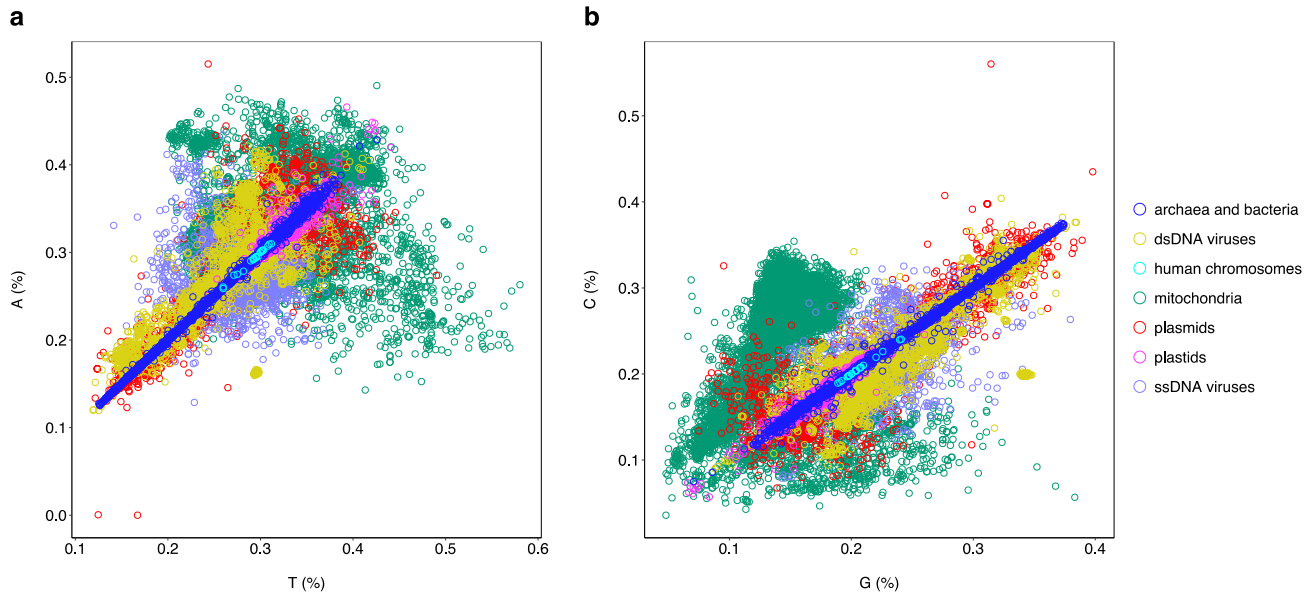 a
b
0.5
0.4
0.3
0.2
0.1
0.0
A (%)
0.1
0.2
0.3
0.4
0.5
0.6
T (%)
0.5
0.4
0.3
0.2
0.1
C (%)
0.1
0.2
0.3
0.4
G (%)
archaea and bacteria
dsDNA viruses
human chromosomes
mitochondria
plasmids
plastids
ssDNA viruses